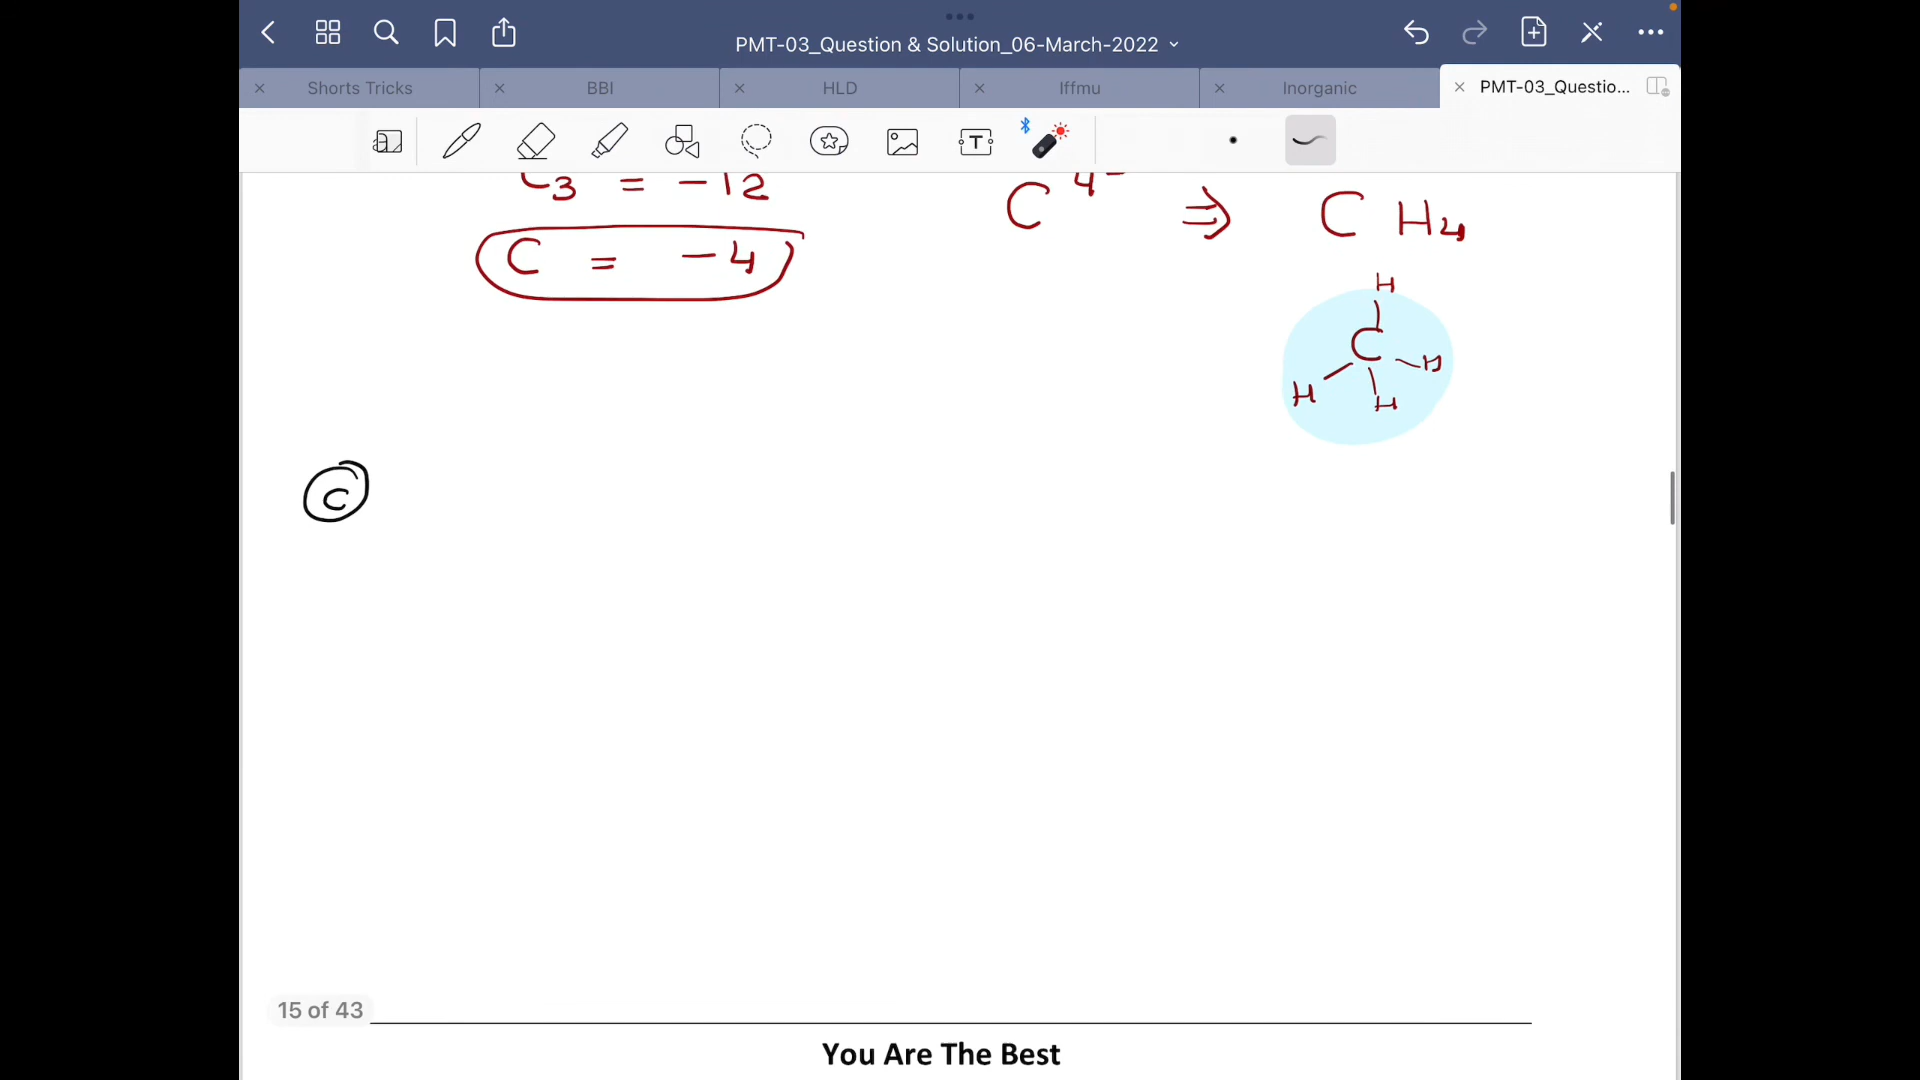 PMT-03_Question & Solution_06-March-2022
Shorts Tricks
BBI
HLD
Iffmu
Inorganic
PMT-03_Questio...
T
C3 = -12
C = -4
C 4- ⇒ CH4
H
C
H
H
H
C
15 of 43
You Are The Best